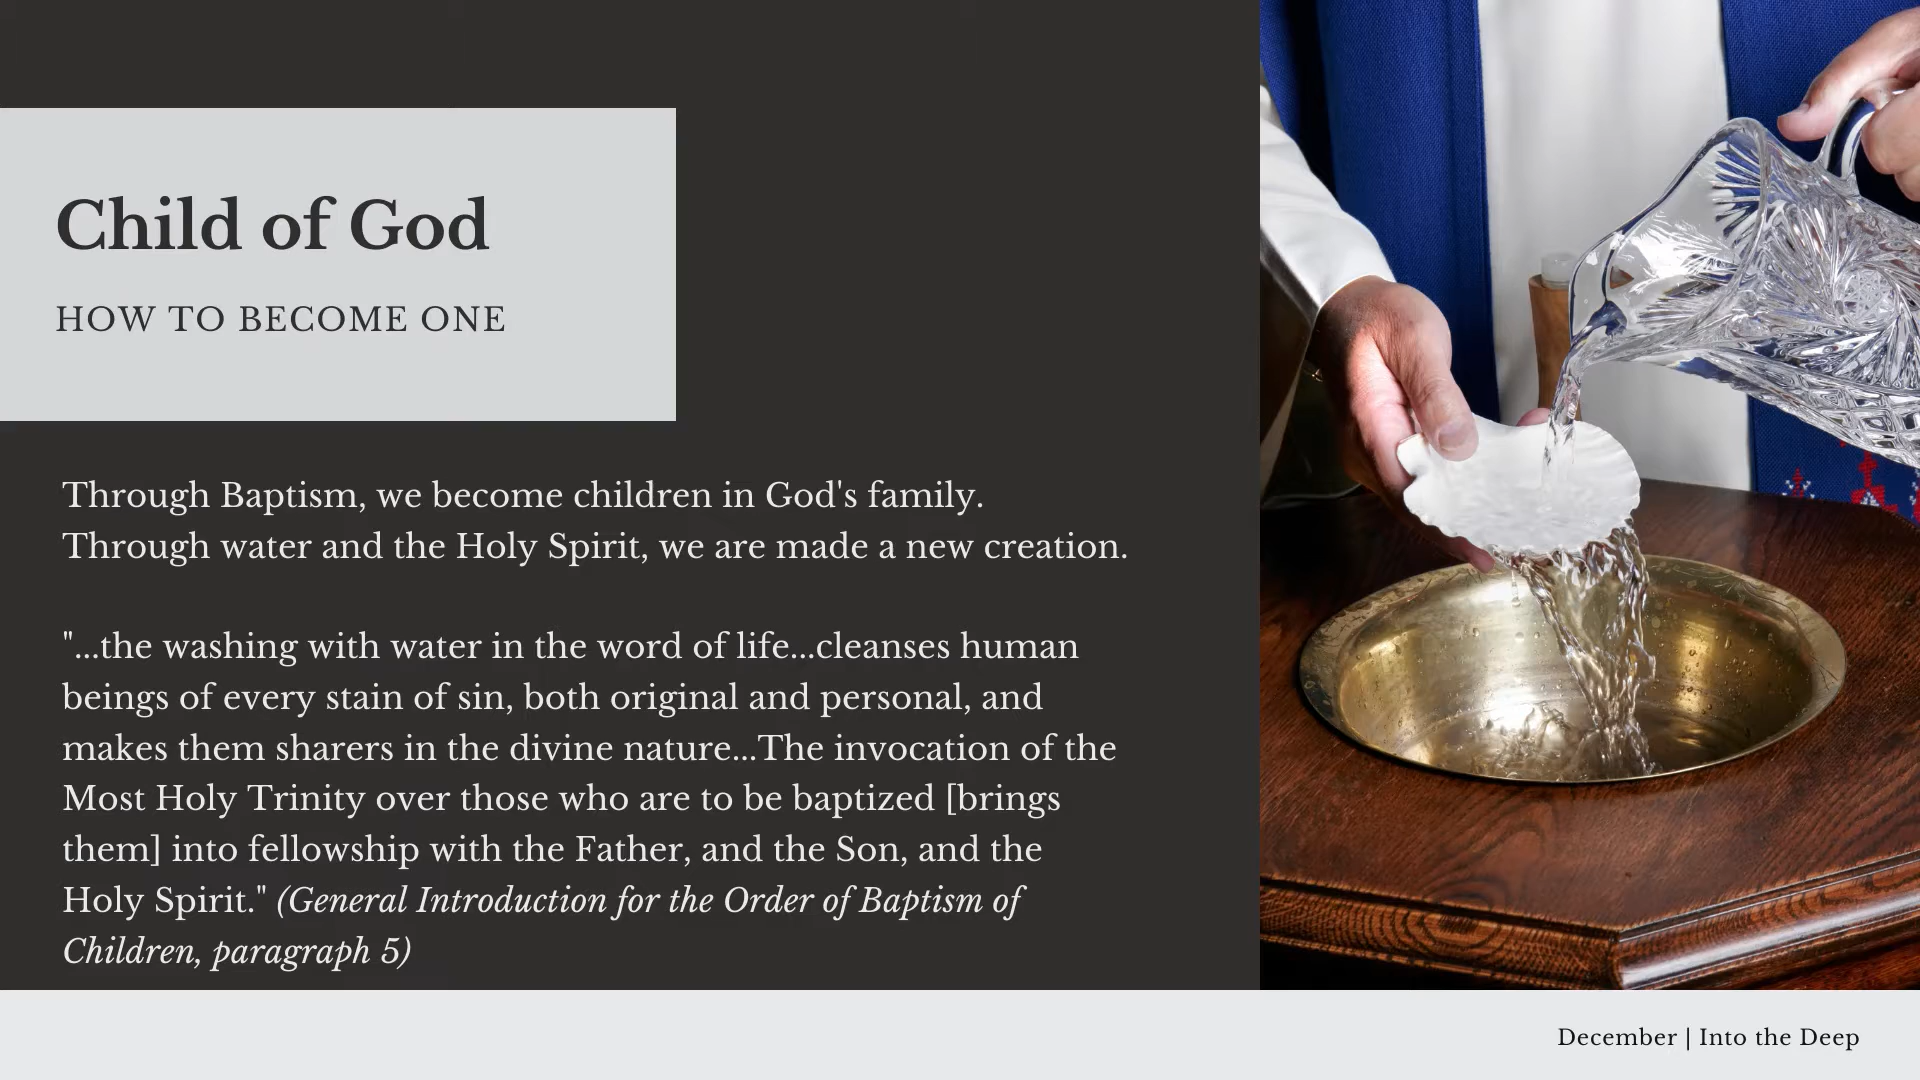 Child of God
HOW TO BECOME ONE
Through Baptism, we become children in God's family.
Through water and the Holy Spirit, we are made a new creation.
"...the washing with water in the word of life...cleanses human
beings of every stain of sin, both original and personal, and
makes them sharers in the divine nature...The invocation of the
Most Holy Trinity over those who are to be baptized [brings
them] into fellowship with the Father, and the Son, and the
Holy Spirit." (General Introduction for the Order of Baptism of
Children, paragraph 5)
December | Into the Deep